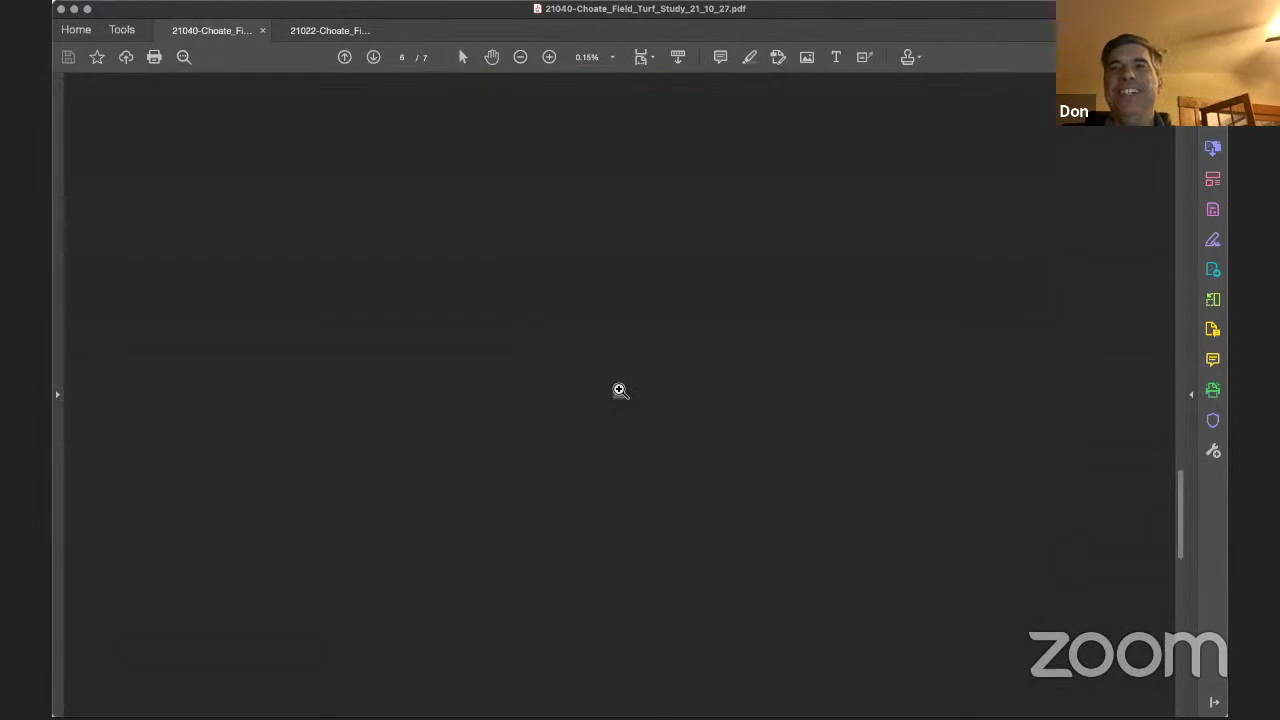 21040-Choate_Field_Turf_Study_21_10_27.pdf
Home Tools 21040-Choate_Fi... × 21022-Choate_Fi...
6 / 7 0.15%
Don
zoom